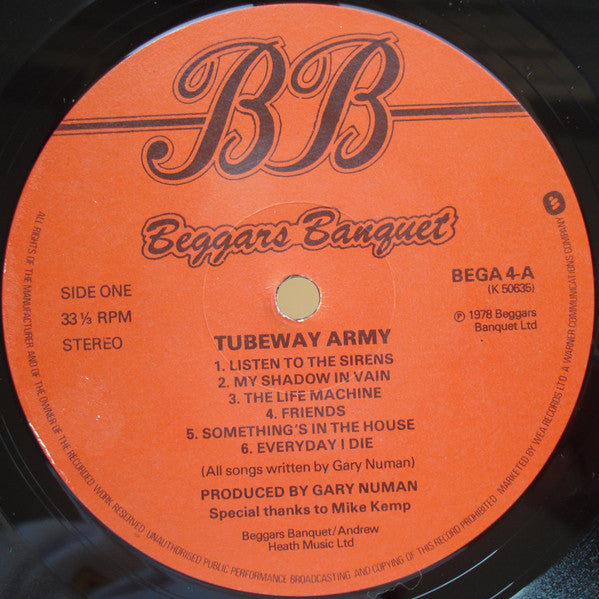 BB
Beggars Banquet
SIDE ONE
33 ⅓ RPM
STEREO
BEGA 4-A
(K 50635)
℗ 1978 Beggars
Banquet Ltd
TUBEWAY ARMY
1. LISTEN TO THE SIRENS
2. MY SHADOW IN VAIN
3. THE LIFE MACHINE
4. FRIENDS
5. SOMETHING'S IN THE HOUSE
6. EVERYDAY I DIE
(All songs written by Gary Numan)
PRODUCED BY GARY NUMAN
Special thanks to Mike Kemp
Beggars Banquet/Andrew
Heath Music Ltd
ALL RIGHTS OF THE MANUFACTURER AND OF THE OWNER OF THE RECORDED WORK RESERVED. UNAUTHORISED PUBLIC PERFORMANCE BROADCASTING AND COPYING OF THIS RECORD PROHIBITED. MARKETED BY WEA RECORDS LTD. A WARNER COMMUNICATIONS COMPANY